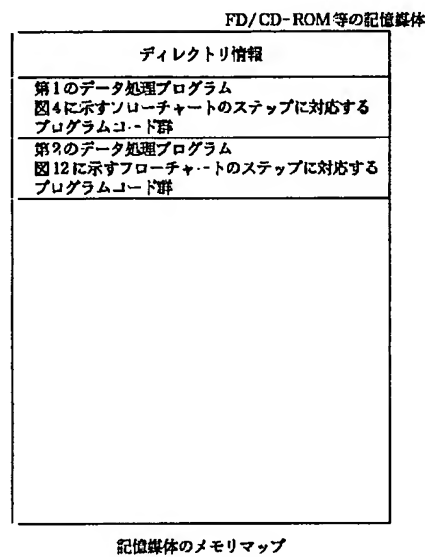 FD/CD-ROM等の記憶媒体
ディレクトリ情報
第1のデータ処理プログラム
図4に示すフローチャートのステップに対応する
プログラムコード群
第2のデータ処理プログラム
図12に示すフローチャートのステップに対応する
プログラムコード群
記憶媒体のメモリマップ